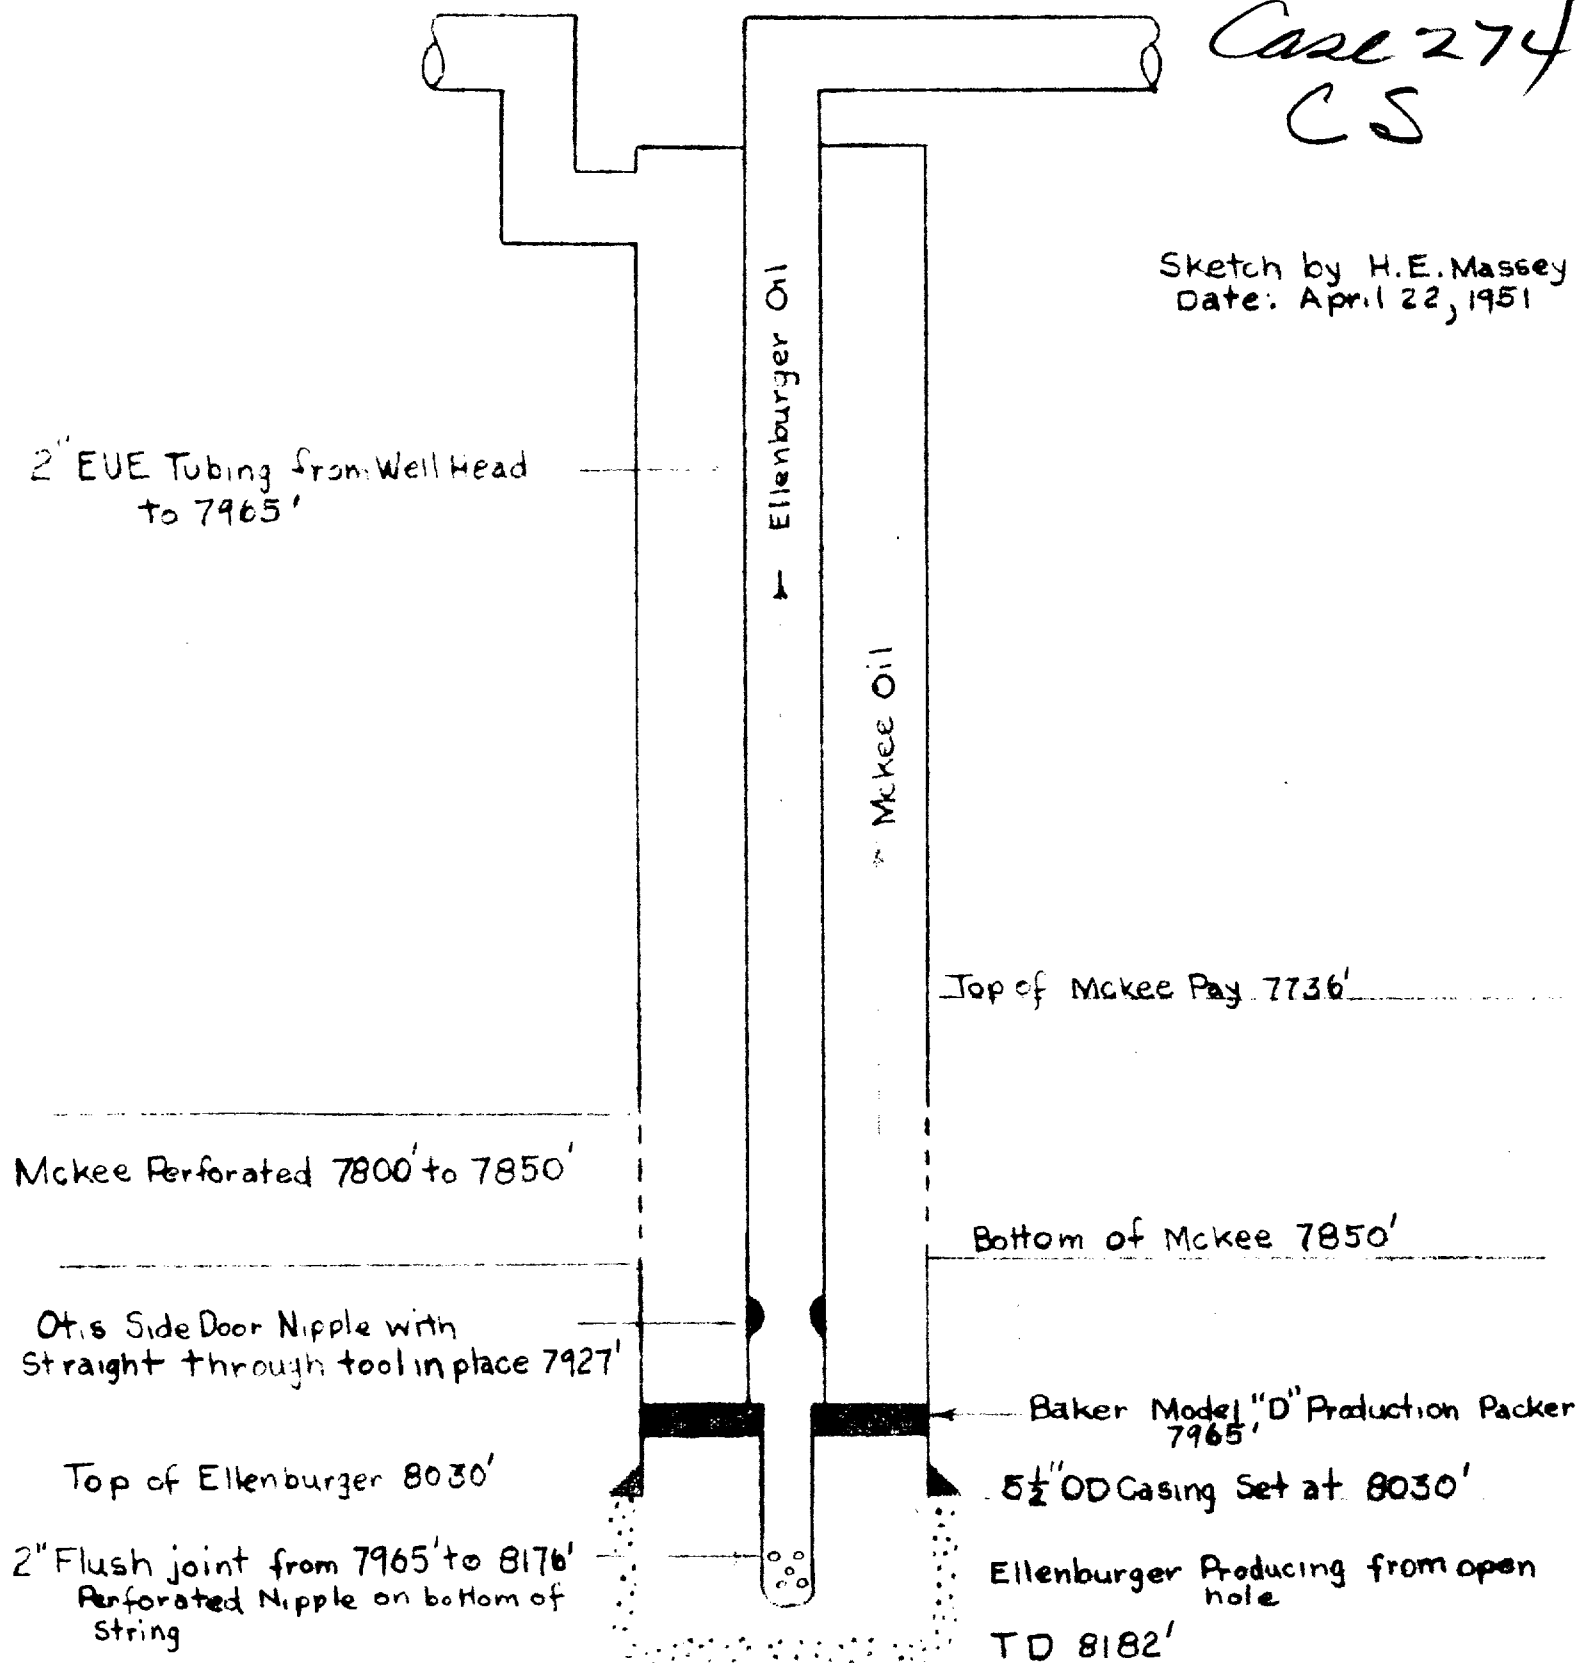 Case 274
CS
Sketch by H.E. Massey
Date: April 22, 1951
Ellenburger Oil
2" EUE Tubing from Well Head
to 7965'
Mckee Oil
Top of Mckee Pay 7736'
Mckee Perforated 7800' to 7850'
Bottom of Mckee 7850'
Otis Side Door Nipple with
Straight through tool in place 7927'
Baker Model "D" Production Packer
7965'
Top of Ellenburger 8030'
5½" OD Casing Set at 8030'
2" Flush joint from 7965' to 8176'
Perforated Nipple on bottom of
String
Ellenburger Producing from open
hole
TD 8182'